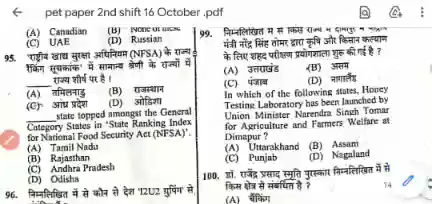 pet paper 2nd shift 16 October .pdf
(A) Canadian (B) None of these
(C) UAE (D) Russian
95. 'राष्ट्रीय खाद्य सुरक्षा अधिनियम (NFSA) के राज्य
रैंकिंग सूचकांक' में सामान्य श्रेणी के राज्यों में
राज्य शीर्ष पर है।
(A) तमिलनाडु (B) राजस्थान
(C) आंध्र प्रदेश (D) ओडिशा
state topped amongst the General
Category States in 'State Ranking Index
for National Food Security Act (NFSA)'.
(A) Tamil Nadu
(B) Rajasthan
(C) Andhra Pradesh
(D) Odisha
96. निम्नलिखित में से कौन से देश 'I2U2 ग्रुपिंग' से
99. निम्नलिखित में से किस राज्य में
मंत्री नरेंद्र सिंह तोमर द्वारा कृषि और किसान कल्याण
के लिए शहद परीक्षण प्रयोगशाला शुरू की गई है ?
(A) उत्तराखंड (B) असम
(C) पंजाब (D) नागालैंड
In which of the following states, Honey
Testing Laboratory has been launched by
Union Minister Narendra Singh Tomar
for Agriculture and Farmers Welfare at
Dimapur ?
(A) Uttarakhand (B) Assam
(C) Punjab (D) Nagaland
100. डॉ. राजेंद्र प्रसाद स्मृति पुरस्कार निम्नलिखित में से
किस क्षेत्र से संबंधित है ?
14
(A) बैंकिंग